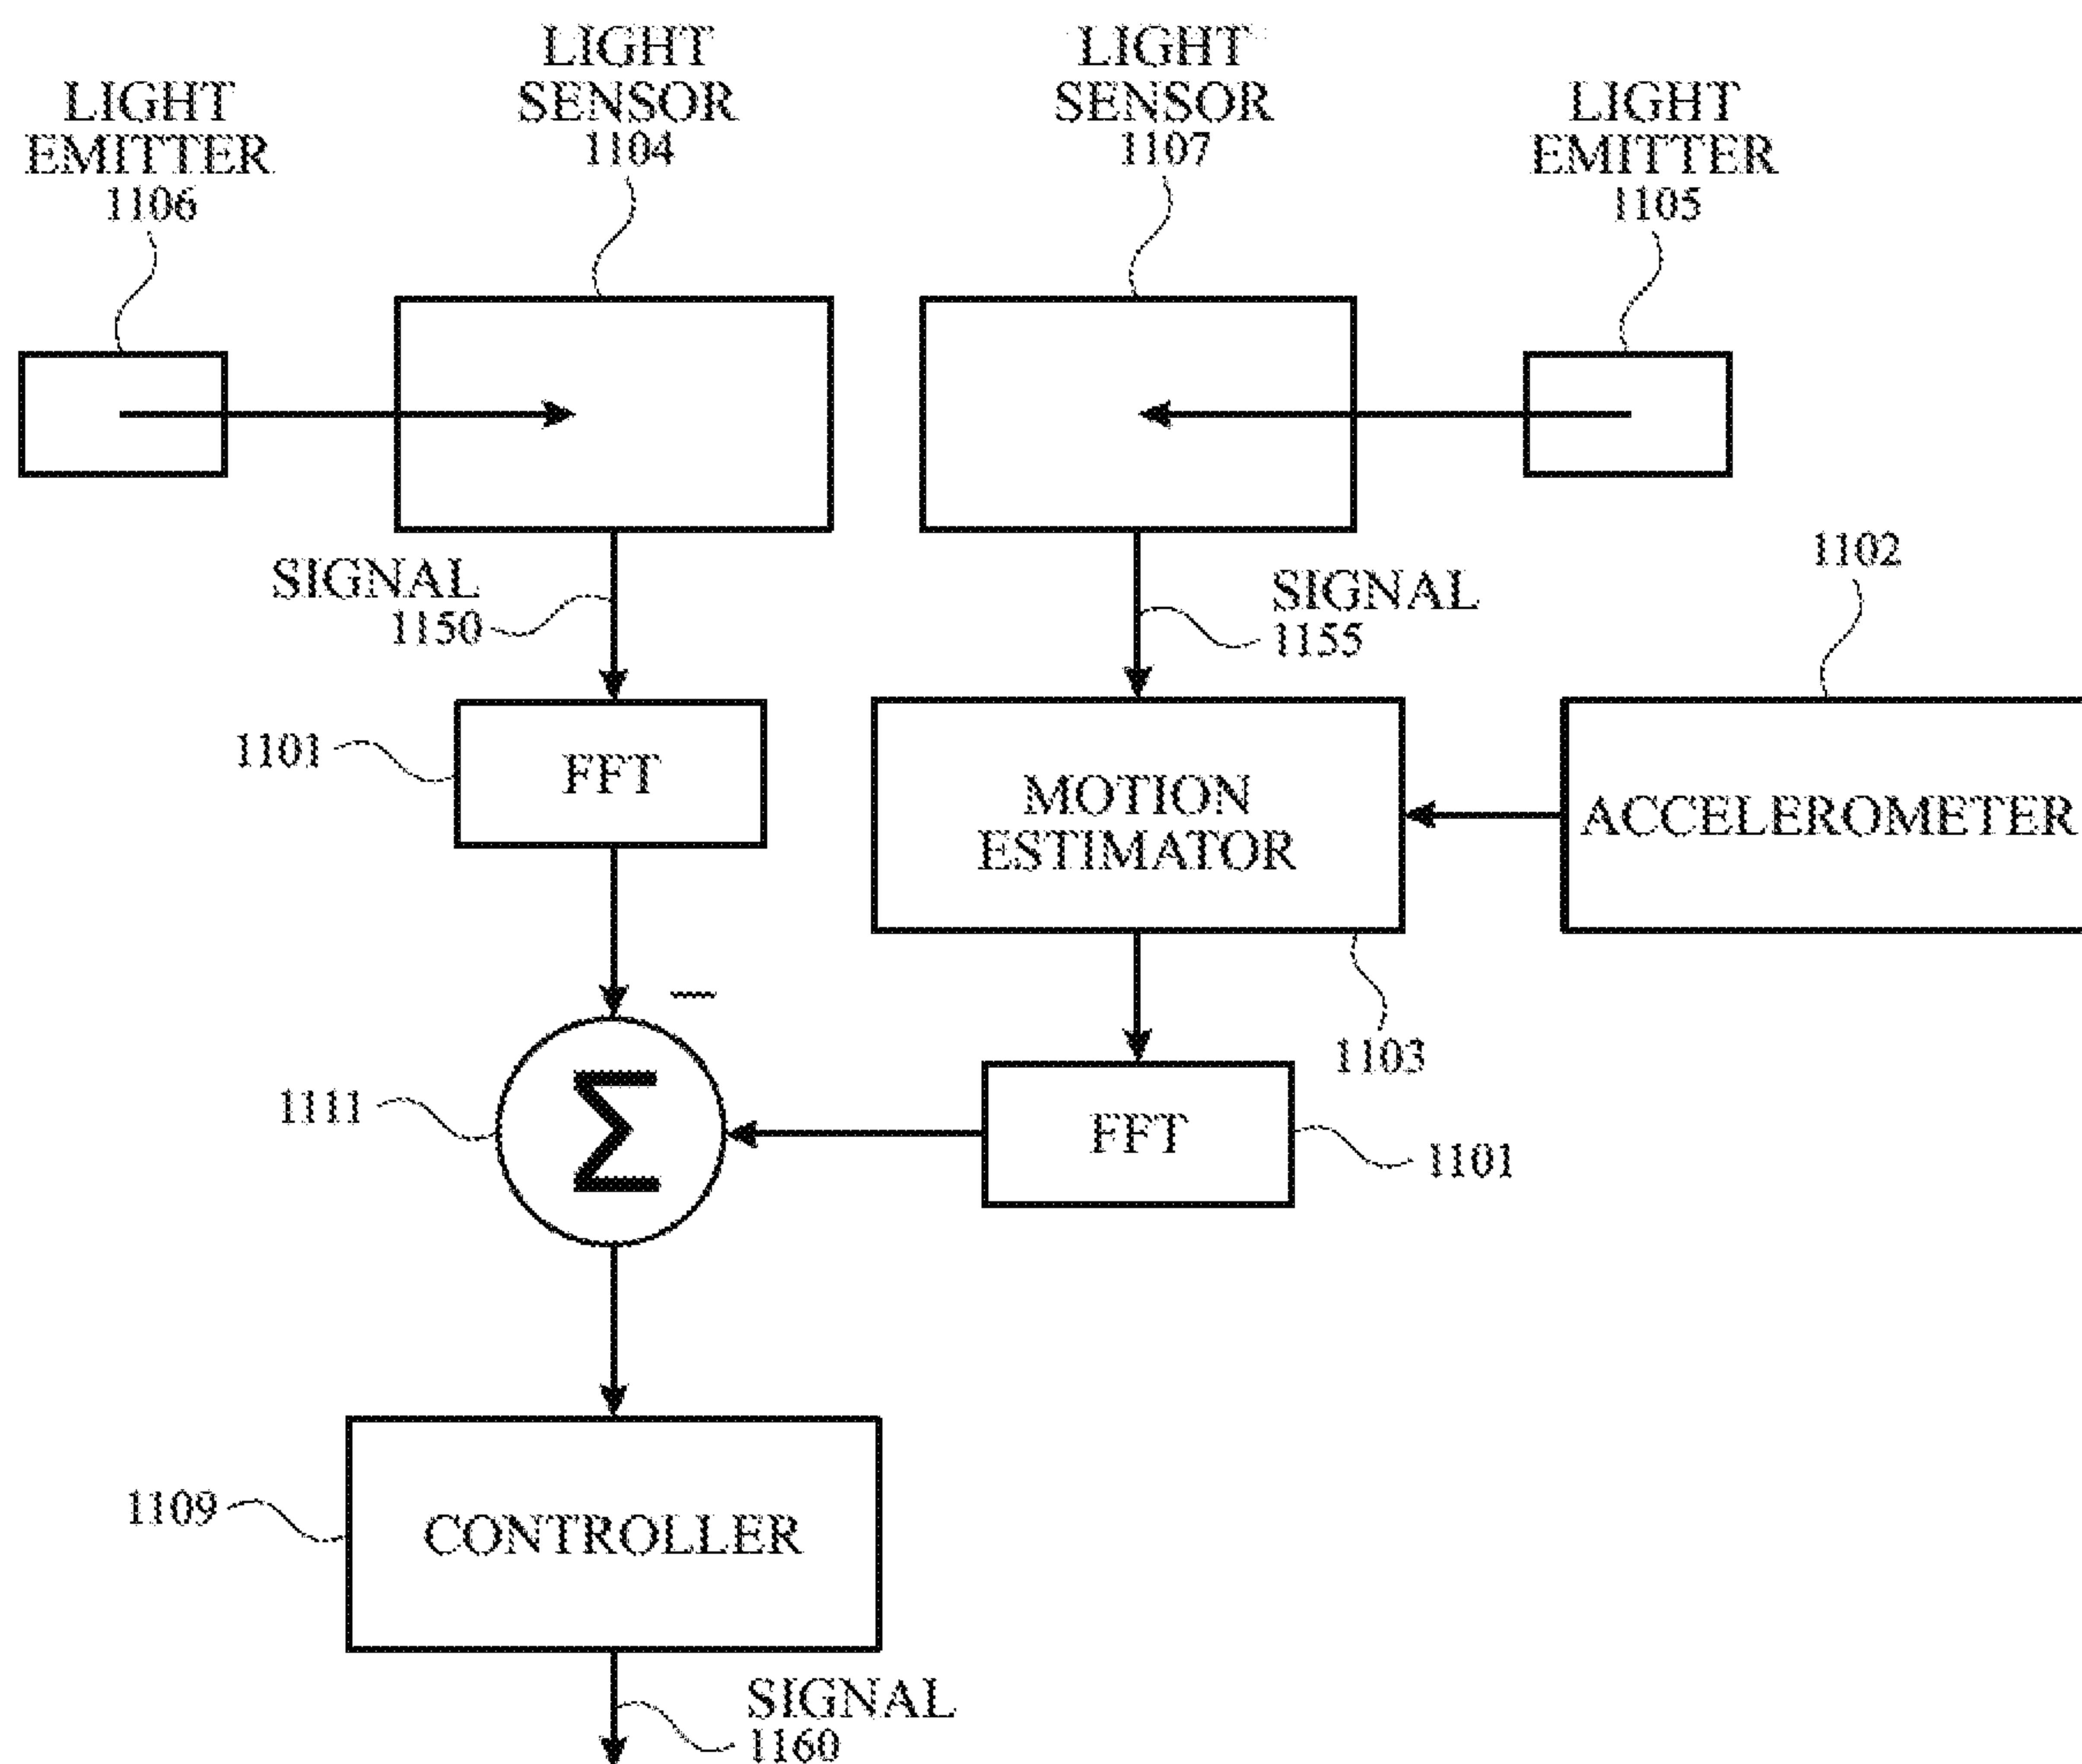 LIGHT
EMITTER
1106
LIGHT
SENSOR
1104
LIGHT
SENSOR
1107
LIGHT
EMITTER
1105
SIGNAL
1150
SIGNAL
1155
1102
1101
FFT
MOTION
ESTIMATOR
ACCELEROMETER
1103
—
1111
Σ
FFT
1101
1109
CONTROLLER
SIGNAL
1160